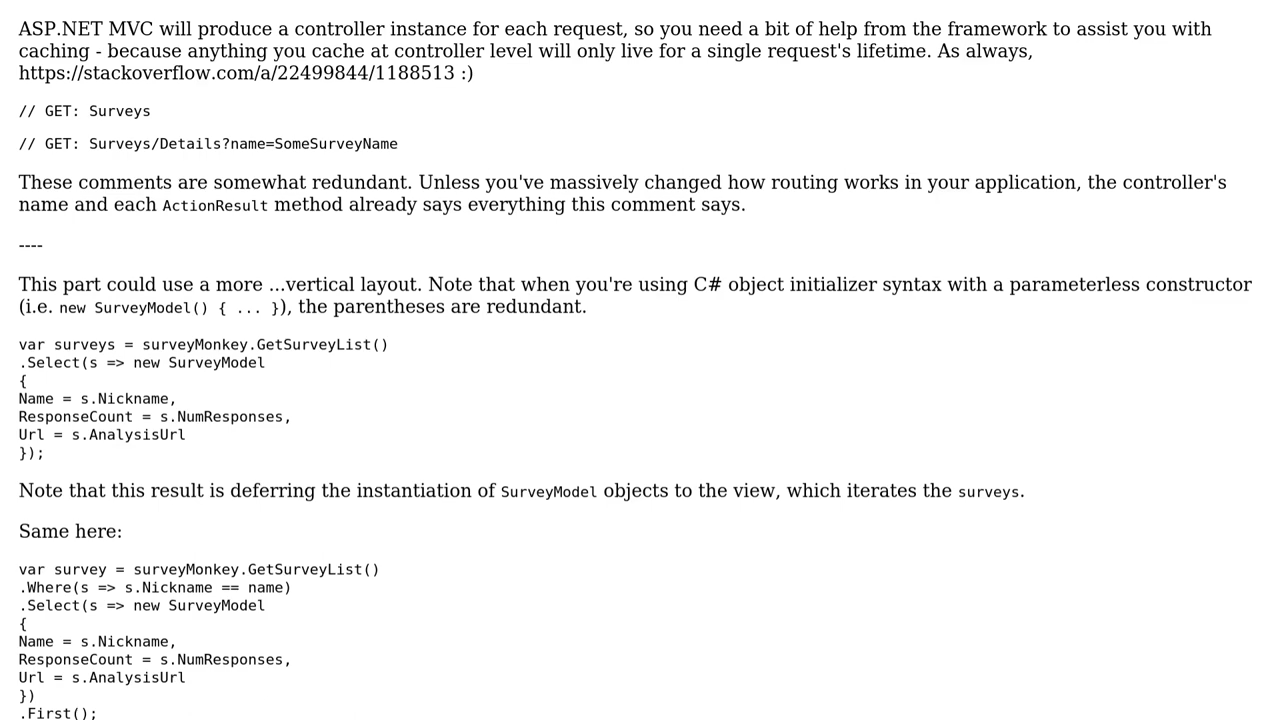 ASP.NET MVC will produce a controller instance for each request, so you need a bit of help from the framework to assist you with
caching - because anything you cache at controller level will only live for a single request's lifetime. As always,
https://stackoverflow.com/a/22499844/1188513 :)
// GET: Surveys
// GET: Surveys/Details?name=SomeSurveyName
These comments are somewhat redundant. Unless you've massively changed how routing works in your application, the controller's
name and each ActionResult method already says everything this comment says.
----
This part could use a more ...vertical layout. Note that when you're using C# object initializer syntax with a parameterless constructor
(i.e. new SurveyModel() { ... }), the parentheses are redundant.
var surveys = surveyMonkey.GetSurveyList()
.Select(s => new SurveyModel
{
Name = s.Nickname,
ResponseCount = s.NumResponses,
Url = s.AnalysisUrl
});
Note that this result is deferring the instantiation of SurveyModel objects to the view, which iterates the surveys.
Same here:
var survey = surveyMonkey.GetSurveyList()
.Where(s => s.Nickname == name)
.Select(s => new SurveyModel
{
Name = s.Nickname,
ResponseCount = s.NumResponses,
Url = s.AnalysisUrl
})
.First();